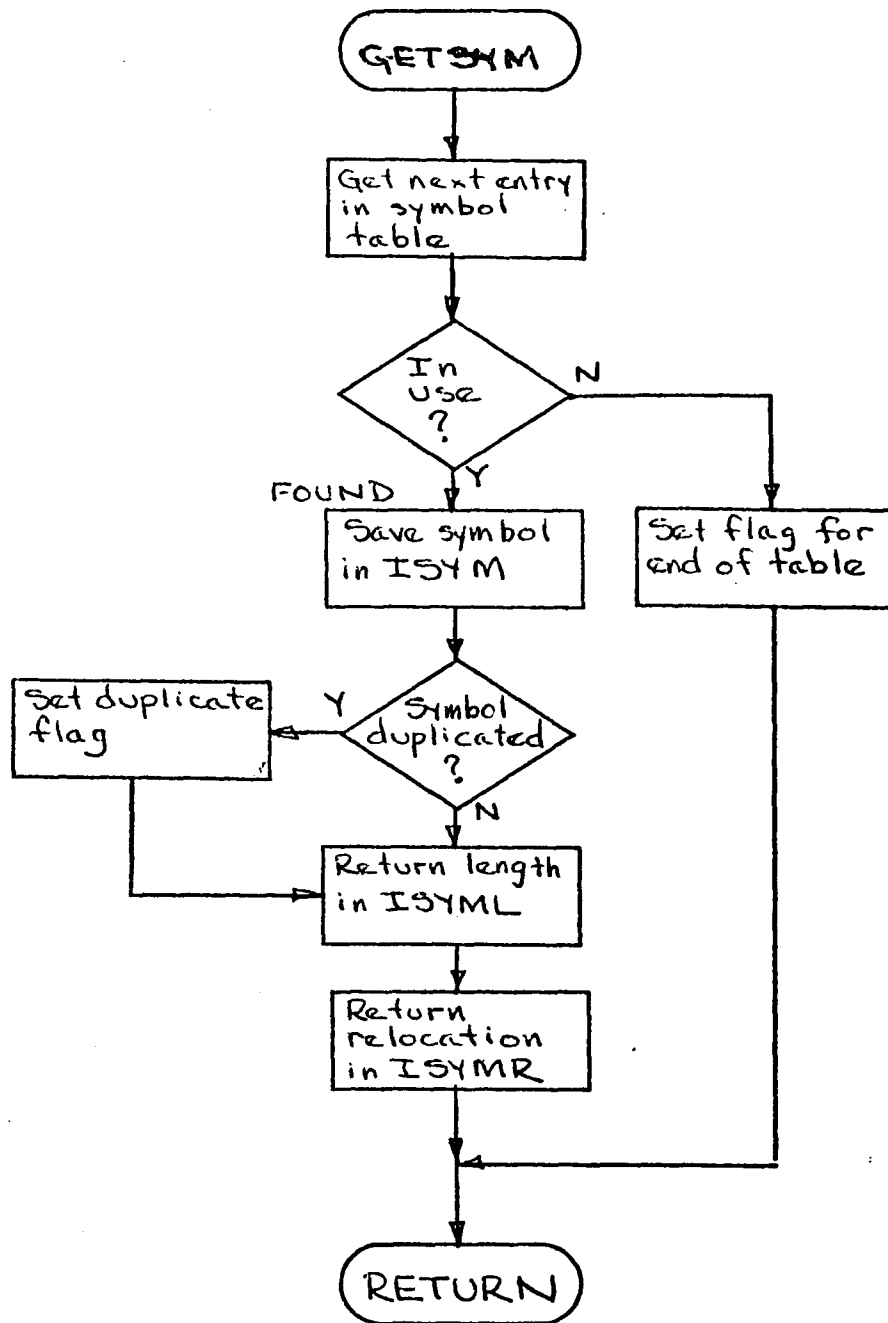 GETSYM
Get next entry
in symbol
table
In
use
?
N
Y
FOUND
Save symbol
in ISYM
Set flag for
end of table
Set duplicate
flag
Y
Symbol
duplicated
?
N
Return length
in ISYML
Return
relocation
in ISYMR
RETURN